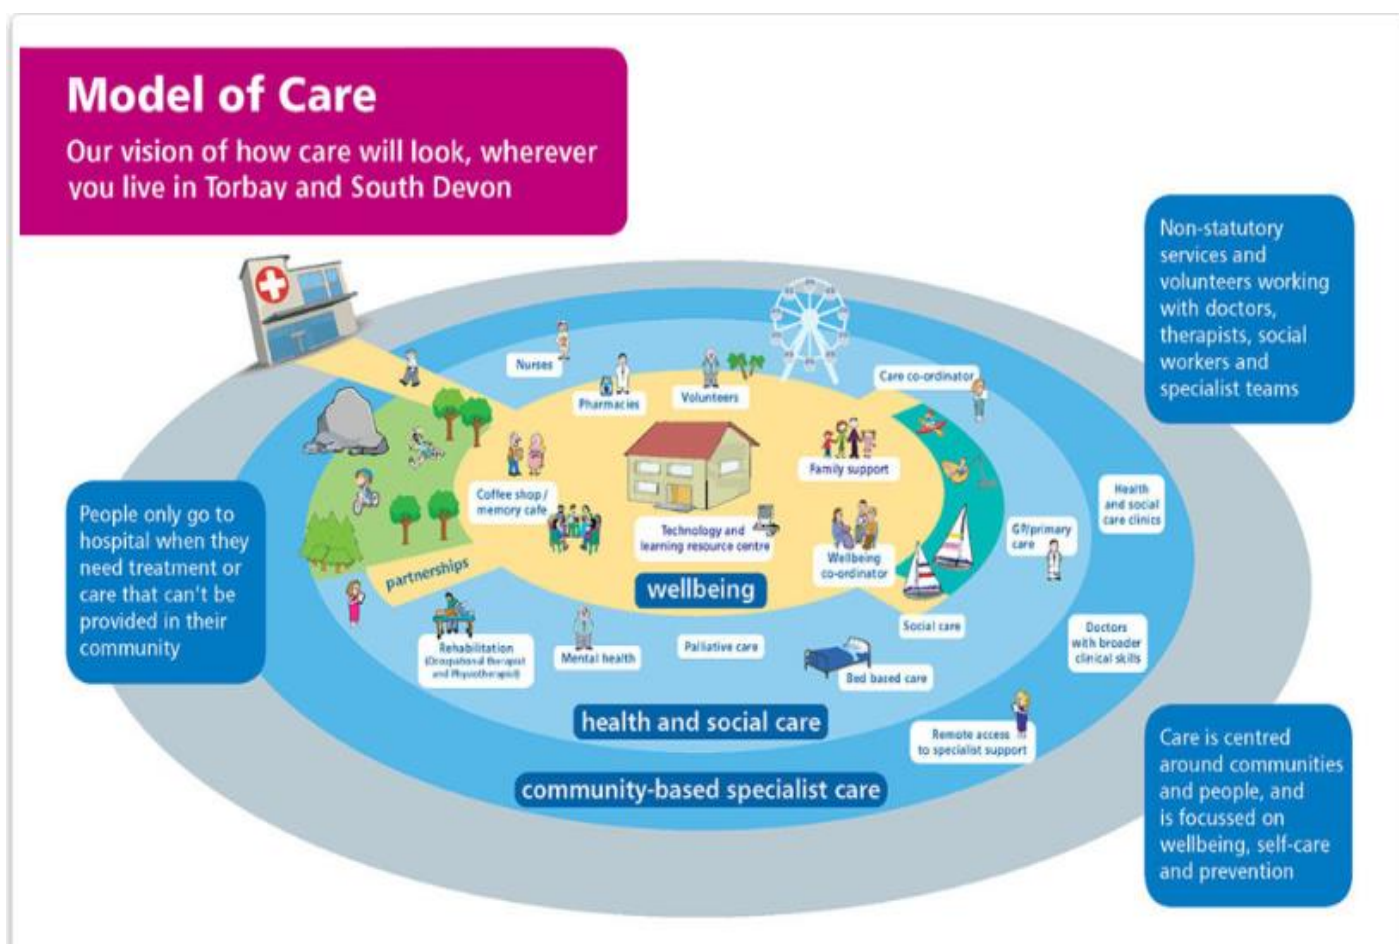 Model of Care
Our vision of how care will look, wherever
you live in Torbay and South Devon
Non-statutory
services and
volunteers working
with doctors,
therapists, social
workers and
specialist teams
Nurses
Pharmacies
Volunteers
Care co-ordinator
Family support
Coffee shop /
memory cafe
Technology and
learning resource centre
Wellbeing
co-ordinator
GP/primary
care
Health
and social
care clinics
People only go to
hospital when they
need treatment or
care that can't be
provided in their
community
partnerships
wellbeing
Social care
Rehabilitation
(Occupational therapist
and Physiotherapist)
Mental health
Palliative care
Bed based care
Doctors
with broader
clinical skills
health and social care
Remote access
to specialist support
community-based specialist care
Care is centred
around communities
and people, and
is focussed on
wellbeing, self-care
and prevention